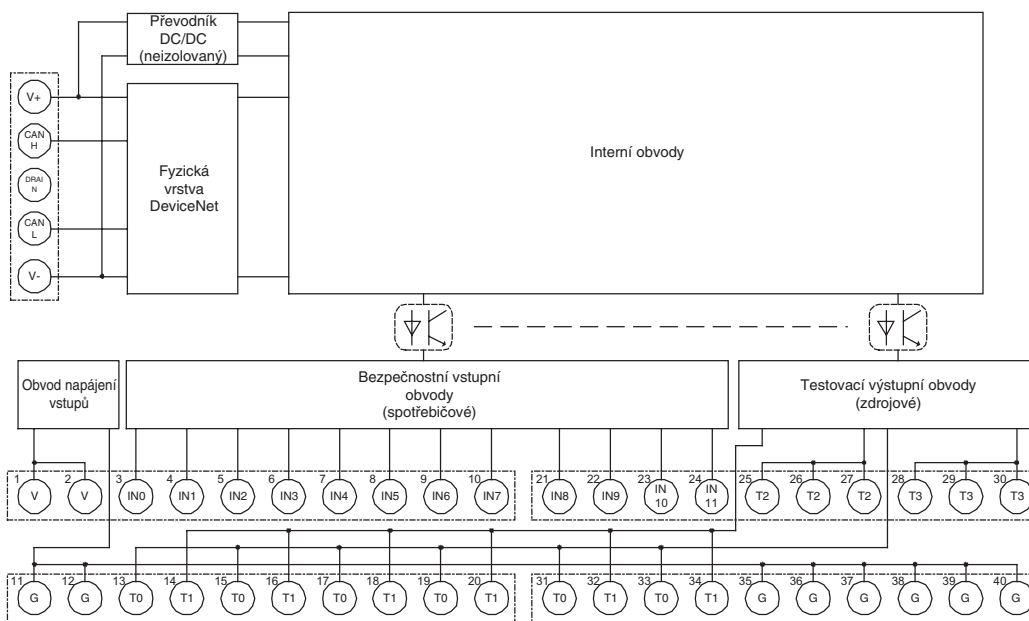 Převodník
DC/DC
(neizolovaný)
V+
CAN
H
DRAI
N
CAN
L
V-
Fyzická
vrstva
DeviceNet
Interní obvody
Obvod napájení
vstupů
Bezpečnostní vstupní
obvody
(spotřebičové)
Testovací výstupní obvody
(zdrojové)
1 2 3 4 5 6 7 8 9 10 21 22 23 24 25 26 27 28 29 30
V V IN0 IN1 IN2 IN3 IN4 IN5 IN6 IN7 IN8 IN9 IN 10 IN 11 T2 T2 T2 T3 T3 T3
11 12 13 14 15 16 17 18 19 20 31 32 33 34 35 36 37 38 39 40
G G T0 T1 T0 T1 T0 T1 T0 T1 T0 T1 T0 T1 G G G G G G